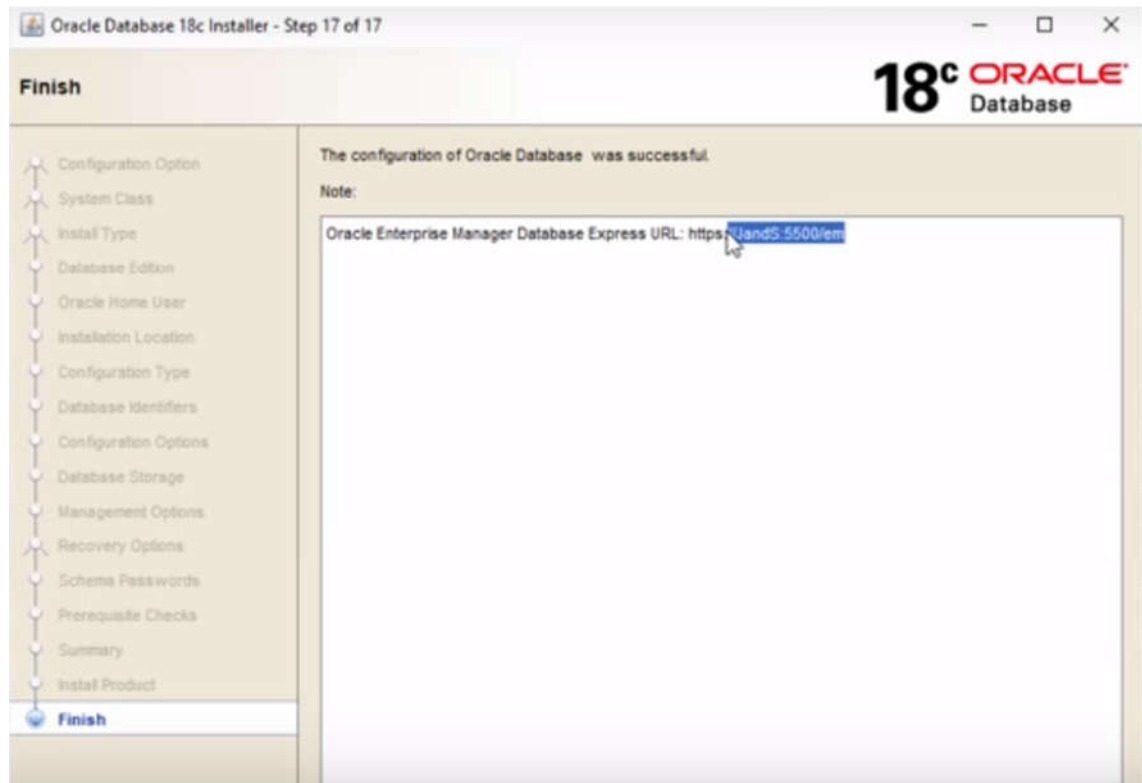 Oracle Database 18c Installer - Step 17 of 17
Finish
18c ORACLE
Database
Configuration Option
System Class
Install Type
Database Edition
Oracle Home User
Installation Location
Configuration Type
Database Identifiers
Configuration Options
Database Storage
Management Options
Recovery Options
Schema Passwords
Prerequisite Checks
Summary
Install Product
Finish
The configuration of Oracle Database was successful.
Note:
Oracle Enterprise Manager Database Express URL: https://JandS:5500/em